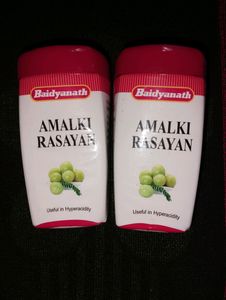 Baidyanath
AMALKI
RASAYAN
Useful in Hyperacidity
Baidyanath
AMALKI
RASAYAN
Useful in Hyperacidity